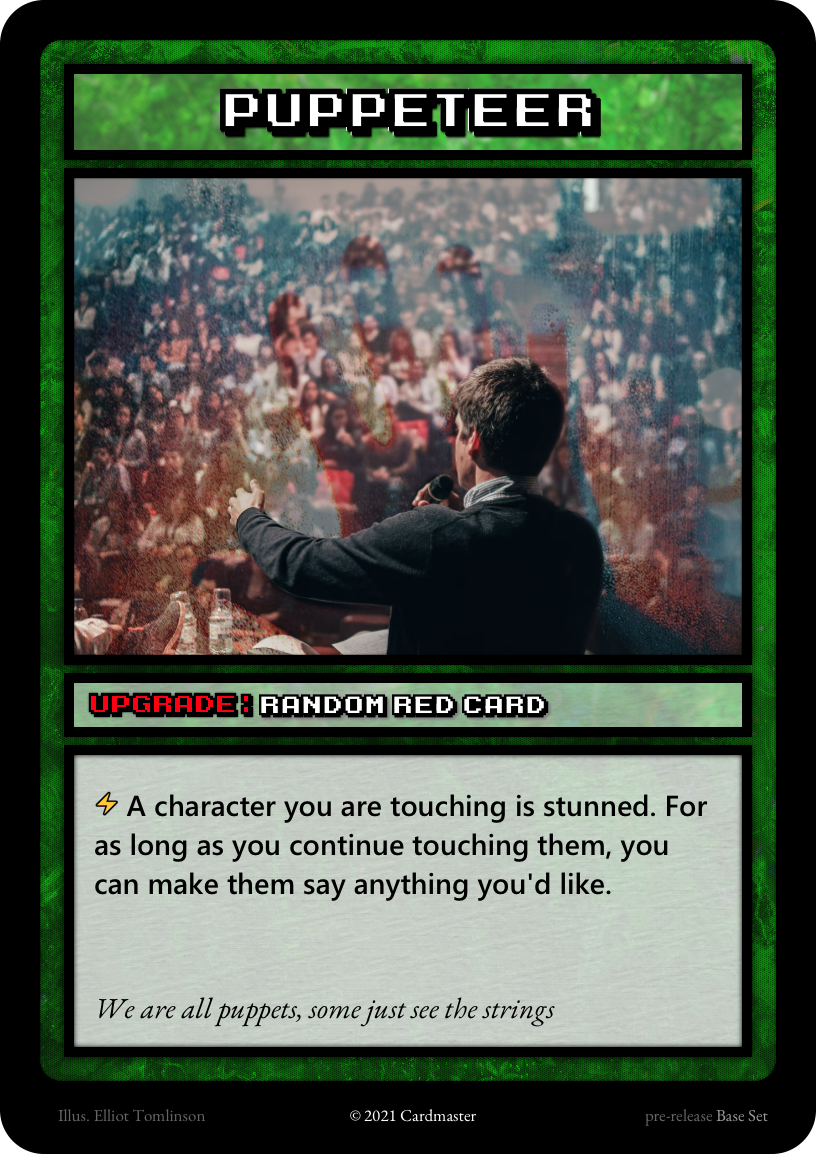 PUPPETEER
UPGRADE: RANDOM RED CARD
⚡ A character you are touching is stunned. For
as long as you continue touching them, you
can make them say anything you'd like.
We are all puppets, some just see the strings
Illus. Elliot Tomlinson © 2021 Cardmaster pre-release Base Set